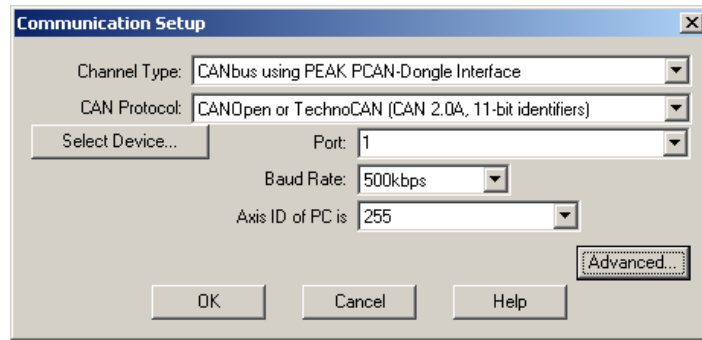 Communication Setup
Channel Type: CANbus using PEAK PCAN-Dongle Interface
CAN Protocol: CANOpen or TechnoCAN (CAN 2.0A, 11-bit identifiers)
Select Device... Port: 1
Baud Rate: 500kbps
Axis ID of PC is 255
Advanced...
OK Cancel Help